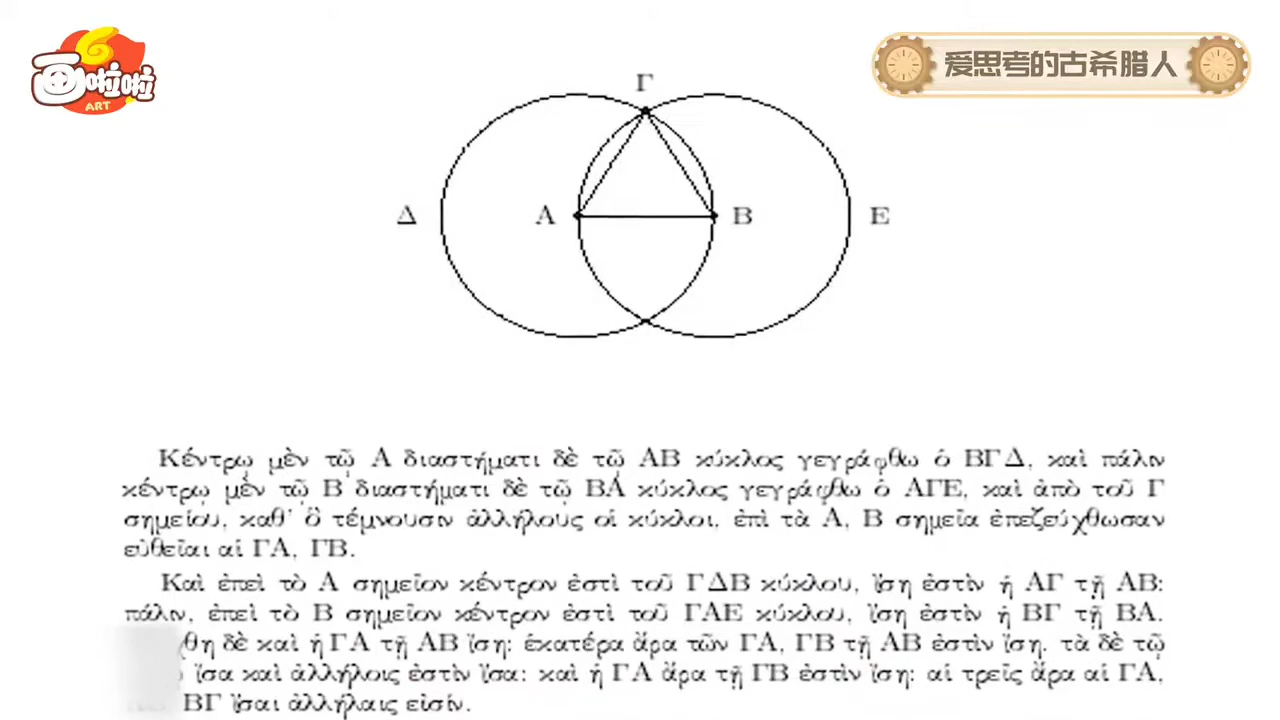 画啦啦
ART
爱思考的古希腊人
Γ
Δ A B E
Κέντρῳ μὲν τῷ Α διαστήματι δὲ τῷ ΑΒ κύκλος γεγράφθω ὁ ΒΓΔ, καὶ πάλιν
κέντρῳ μὲν τῷ Β διαστήματι δὲ τῷ ΒΑ κύκλος γεγράφθω ὁ ΑΓΕ, καὶ ἀπὸ τοῦ Γ
σημείου, καθ᾽ ὃ τέμνουσιν ἀλλήλους οἱ κύκλοι, ἐπὶ τὰ Α, Β σημεῖα ἐπεζεύχθωσαν
εὐθεῖαι αἱ ΓΑ, ΓΒ.
Καὶ ἐπεὶ τὸ Α σημεῖον κέντρον ἐστὶ τοῦ ΓΔΒ κύκλου, ἴση ἐστὶν ἡ ΑΓ τῇ ΑΒ·
πάλιν, ἐπεὶ τὸ Β σημεῖον κέντρον ἐστὶ τοῦ ΓΑΕ κύκλου, ἴση ἐστὶν ἡ ΒΓ τῇ ΒΑ.
δὲ καὶ ἡ ΓΑ τῇ ΑΒ ἴση· ἑκατέρα ἄρα τῶν ΓΑ, ΓΒ τῇ ΑΒ ἐστὶν ἴση. τὰ δὲ τῷ
ἴσα καὶ ἀλλήλοις ἐστὶν ἴσα· καὶ ἡ ΓΑ ἄρα τῇ ΓΒ ἐστὶν ἴση· αἱ τρεῖς ἄρα αἱ ΓΑ,
ΒΓ ἴσαι ἀλλήλαις εἰσίν.